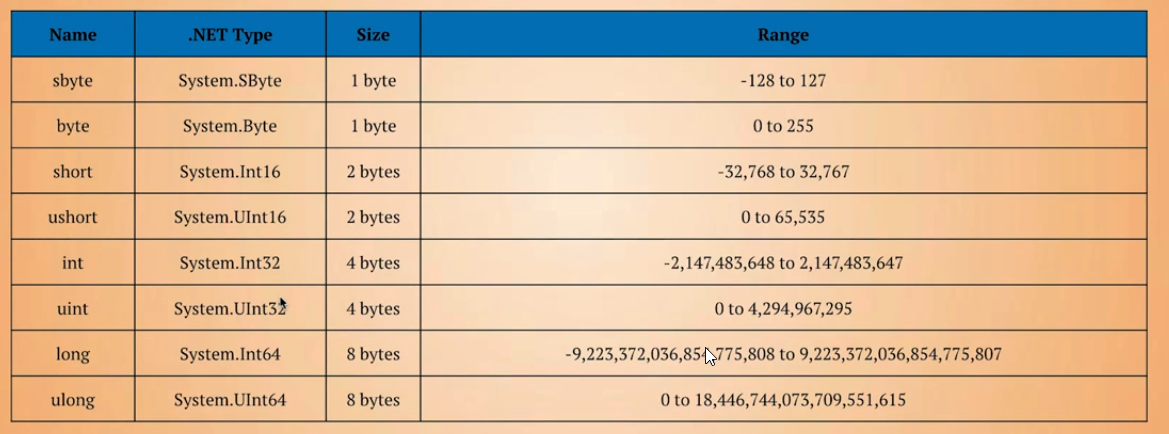 Name .NET Type Size Range
sbyte System.SByte 1 byte -128 to 127
byte System.Byte 1 byte 0 to 255
short System.Int16 2 bytes -32,768 to 32,767
ushort System.UInt16 2 bytes 0 to 65,535
int System.Int32 4 bytes -2,147,483,648 to 2,147,483,647
uint System.UInt32 4 bytes 0 to 4,294,967,295
long System.Int64 8 bytes -9,223,372,036,854,775,808 to 9,223,372,036,854,775,807
ulong System.UInt64 8 bytes 0 to 18,446,744,073,709,551,615